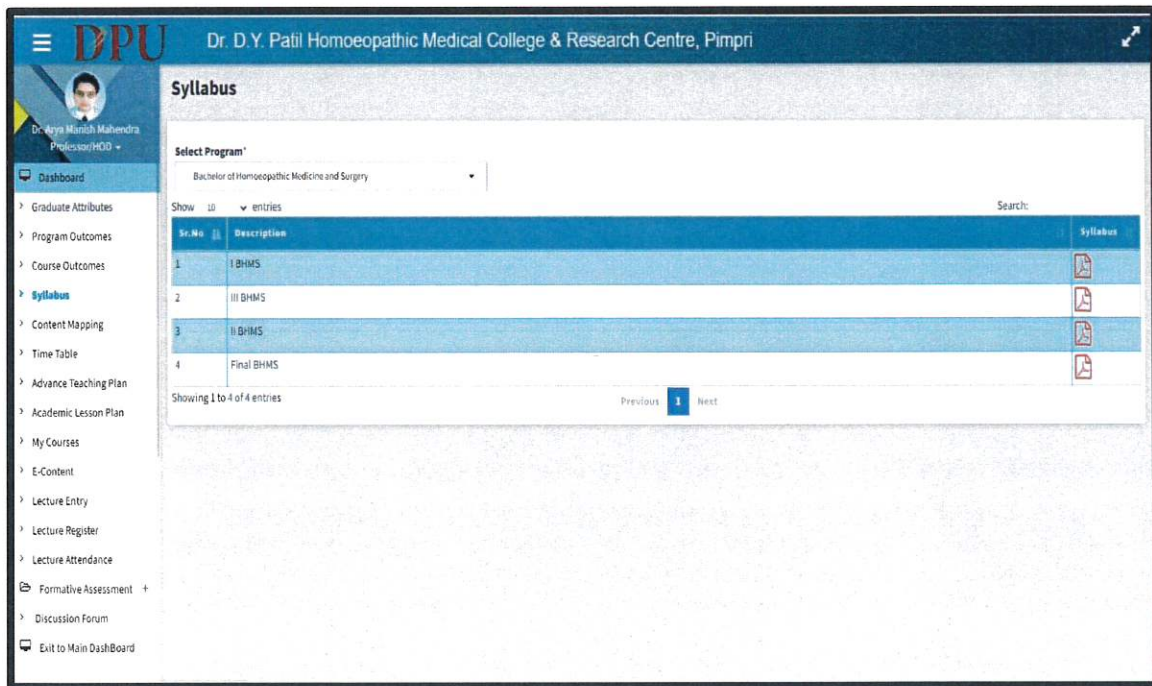 DPU
Dr. D.Y. Patil Homoeopathic Medical College & Research Centre, Pimpri
Dr. Arya Manish Mahendra
Professor/HOD
Dashboard
Graduate Attributes
Program Outcomes
Course Outcomes
Syllabus
Content Mapping
Time Table
Advance Teaching Plan
Academic Lesson Plan
My Courses
E-Content
Lecture Entry
Lecture Register
Lecture Attendance
Formative Assessment +
Discussion Forum
Exit to Main DashBoard
Syllabus
Select Program*
Bachelor of Homoeopathic Medicine and Surgery
Show 10 entries
Search:
Sr.No Description Syllabus
1 I BHMS
2 III BHMS
3 II BHMS
4 Final BHMS
Showing 1 to 4 of 4 entries
Previous 1 Next